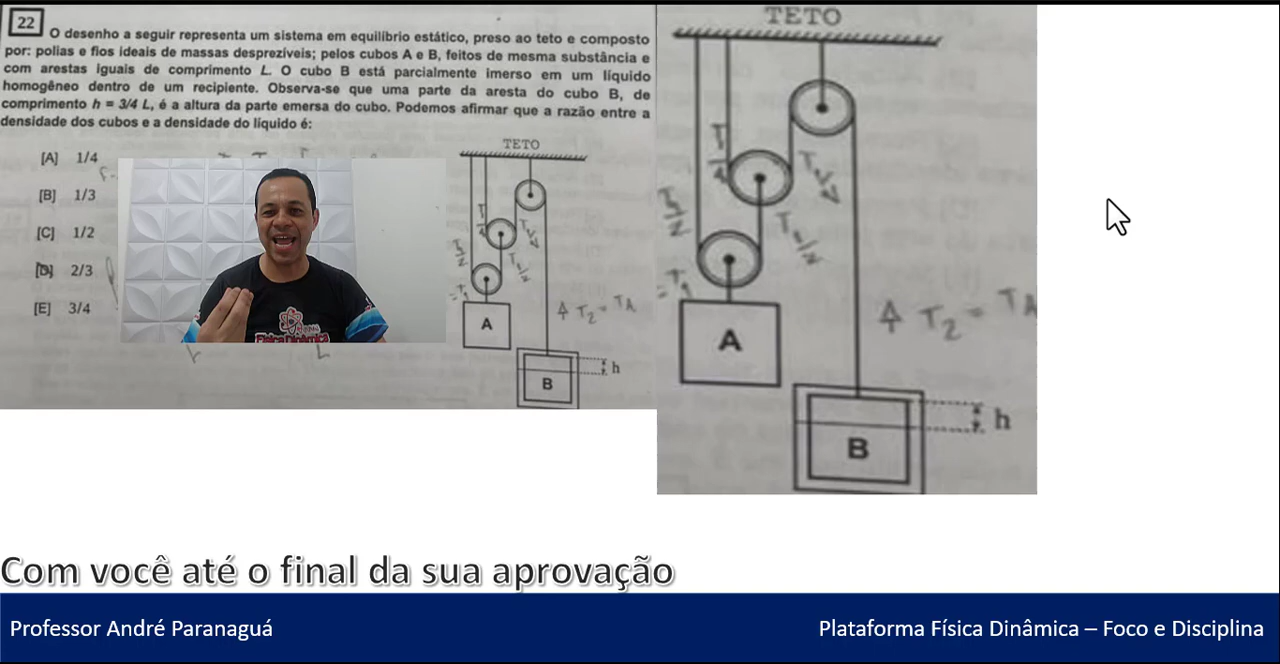 22
O desenho a seguir representa um sistema em equilíbrio estático, preso ao teto e composto
por: polias e fios ideais de massas desprezíveis; pelos cubos A e B, feitos de mesma substância e
com arestas iguais de comprimento L. O cubo B está parcialmente imerso em um líquido
homogêneo dentro de um recipiente. Observa-se que uma parte da aresta do cubo B, de
comprimento h = 3/4 L, é a altura da parte emersa do cubo. Podemos afirmar que a razão entre a
densidade dos cubos e a densidade do líquido é:
[A] 1/4
[B] 1/3
[C] 1/2
[D] 2/3
[E] 3/4
TETO
A
B
h
4 T2 = TA
TETO
A
B
h
4 T2 = TA
Física Dinâmica
Com você até o final da sua aprovação
Professor André Paranaguá
Plataforma Física Dinâmica – Foco e Disciplina